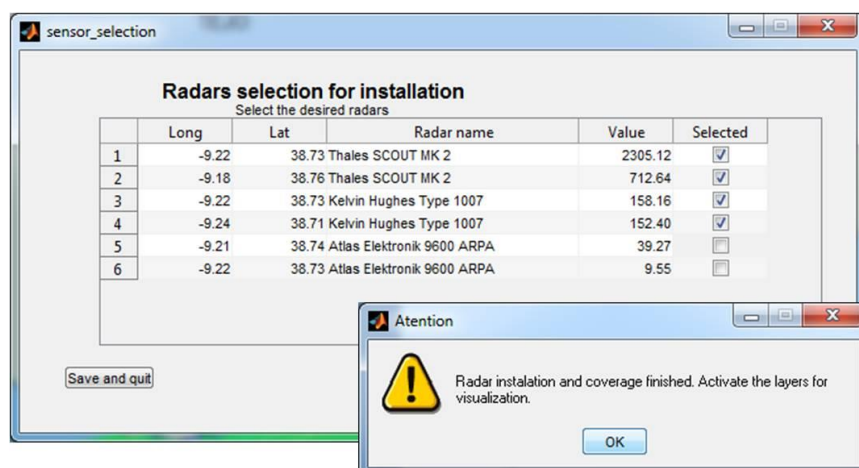 sensor_selection
Radars selection for installation
Select the desired radars
Long Lat Radar name Value Selected
1 -9.22 38.73 Thales SCOUT MK 2 2305.12
2 -9.18 38.76 Thales SCOUT MK 2 712.64
3 -9.22 38.73 Kelvin Hughes Type 1007 158.16
4 -9.24 38.71 Kelvin Hughes Type 1007 152.40
5 -9.21 38.74 Atlas Elektronik 9600 ARPA 39.27
6 -9.22 38.73 Atlas Elektronik 9600 ARPA 9.55
Save and quit
Atention
Radar instalation and coverage finished. Activate the layers for
visualization.
OK